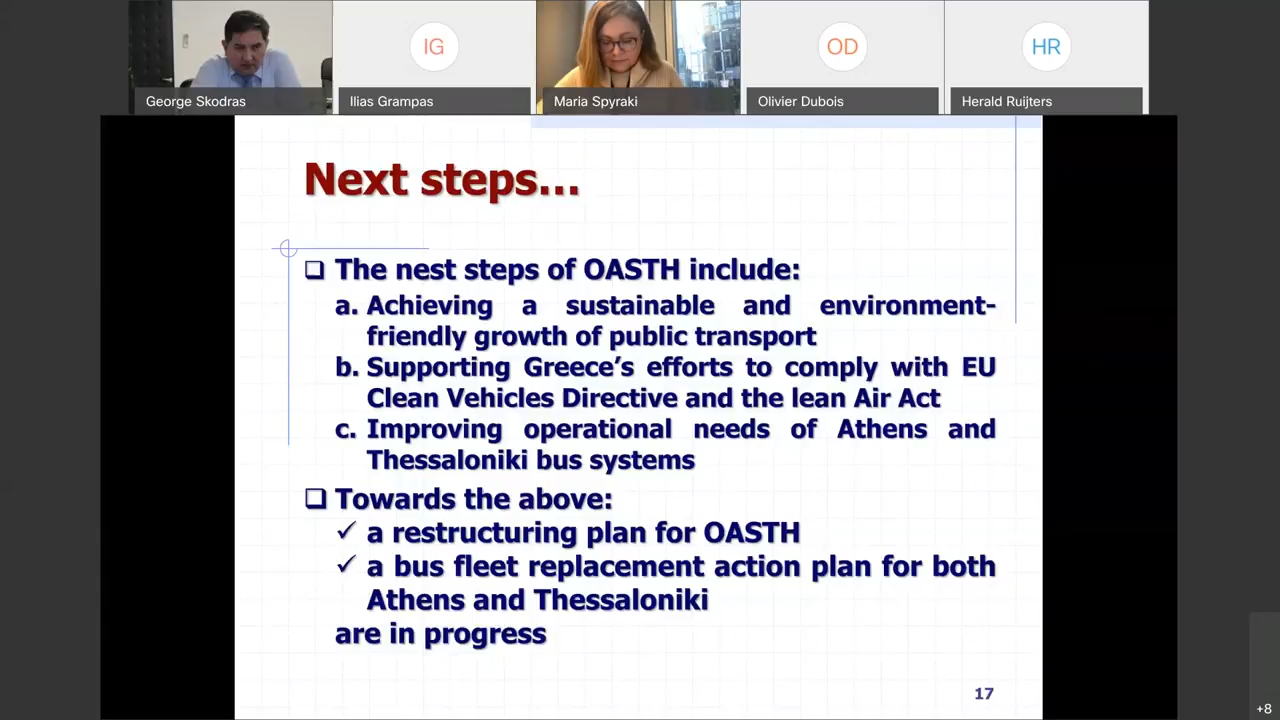 IG
OD
HR
George Skodras
Ilias Grampas
Maria Spyraki
Olivier Dubois
Herald Ruijters
Next steps...
The nest steps of OASTH include:
a. Achieving a sustainable and environment-
friendly growth of public transport
b. Supporting Greece's efforts to comply with EU
Clean Vehicles Directive and the lean Air Act
c. Improving operational needs of Athens and
Thessaloniki bus systems
Towards the above:
✓ a restructuring plan for OASTH
✓ a bus fleet replacement action plan for both
Athens and Thessaloniki
are in progress
17
+8